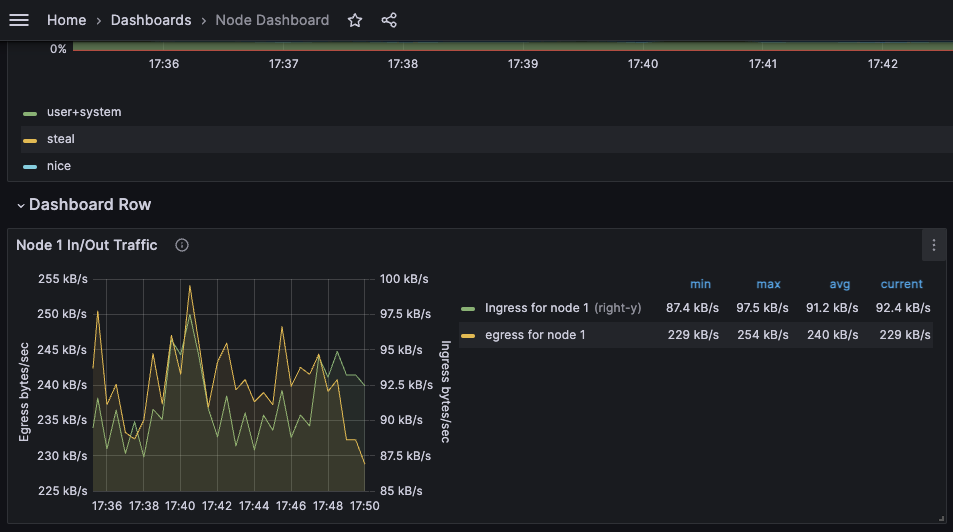 Home › Dashboards › Node Dashboard
0%
17:36 17:37 17:38 17:39 17:40 17:41 17:42
user+system
steal
nice
Dashboard Row
Node 1 In/Out Traffic
min max avg current
Ingress for node 1 (right-y) 87.4 kB/s 97.5 kB/s 91.2 kB/s 92.4 kB/s
egress for node 1 229 kB/s 254 kB/s 240 kB/s 229 kB/s
Egress bytes/sec
255 kB/s
250 kB/s
245 kB/s
240 kB/s
235 kB/s
230 kB/s
225 kB/s
100 kB/s
97.5 kB/s
95 kB/s
92.5 kB/s
90 kB/s
87.5 kB/s
85 kB/s
Ingress bytes/sec
17:36 17:38 17:40 17:42 17:44 17:46 17:48 17:50